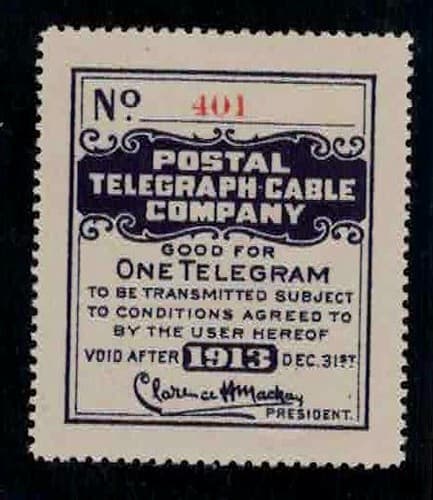 No. 401
POSTAL
TELEGRAPH-CABLE
COMPANY
GOOD FOR
ONE TELEGRAM
TO BE TRANSMITTED SUBJECT
TO CONDITIONS AGREED TO
BY THE USER HEREOF
VOID AFTER 1913 DEC. 31ST.
Clarence H Mackay
PRESIDENT.